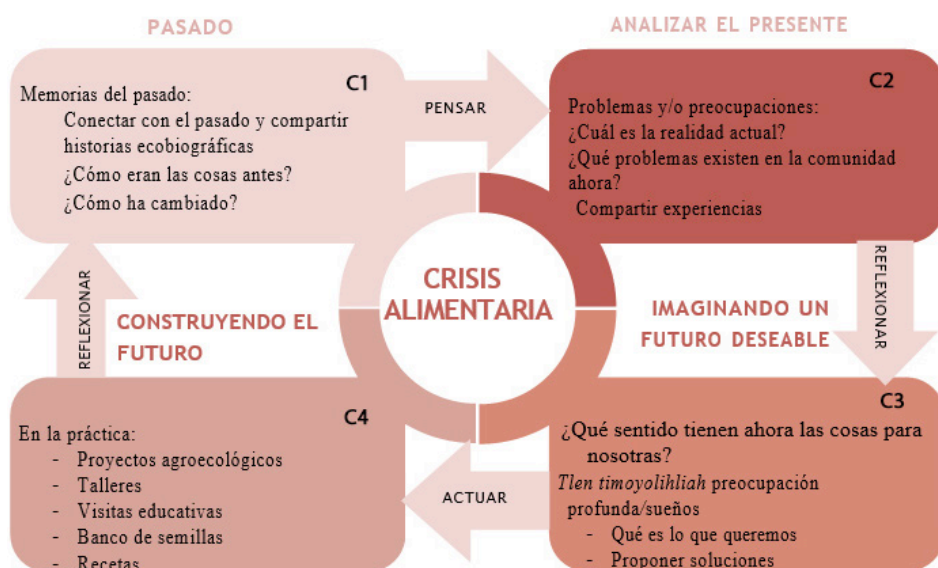 PASADO
C1
Memorias del pasado:
Conectar con el pasado y compartir
historias ecobiográficas
¿Cómo eran las cosas antes?
¿Cómo ha cambiado?
PENSAR
ANALIZAR EL PRESENTE
C2
Problemas y/o preocupaciones:
¿Cuál es la realidad actual?
¿Qué problemas existen en la comunidad
ahora?
Compartir experiencias
REFLEXIONAR
CRISIS
ALIMENTARIA
IMAGINANDO UN
FUTURO DESEABLE
C3
¿Qué sentido tienen ahora las cosas para
nosotras?
Tlen timoyolihliah preocupación
profunda/sueños
- Qué es lo que queremos
- Proponer soluciones
ACTUAR
CONSTRUYENDO EL
FUTURO
C4
En la práctica:
- Proyectos agroecológicos
- Talleres
- Visitas educativas
- Banco de semillas
- Recetas
REFLEXIONAR